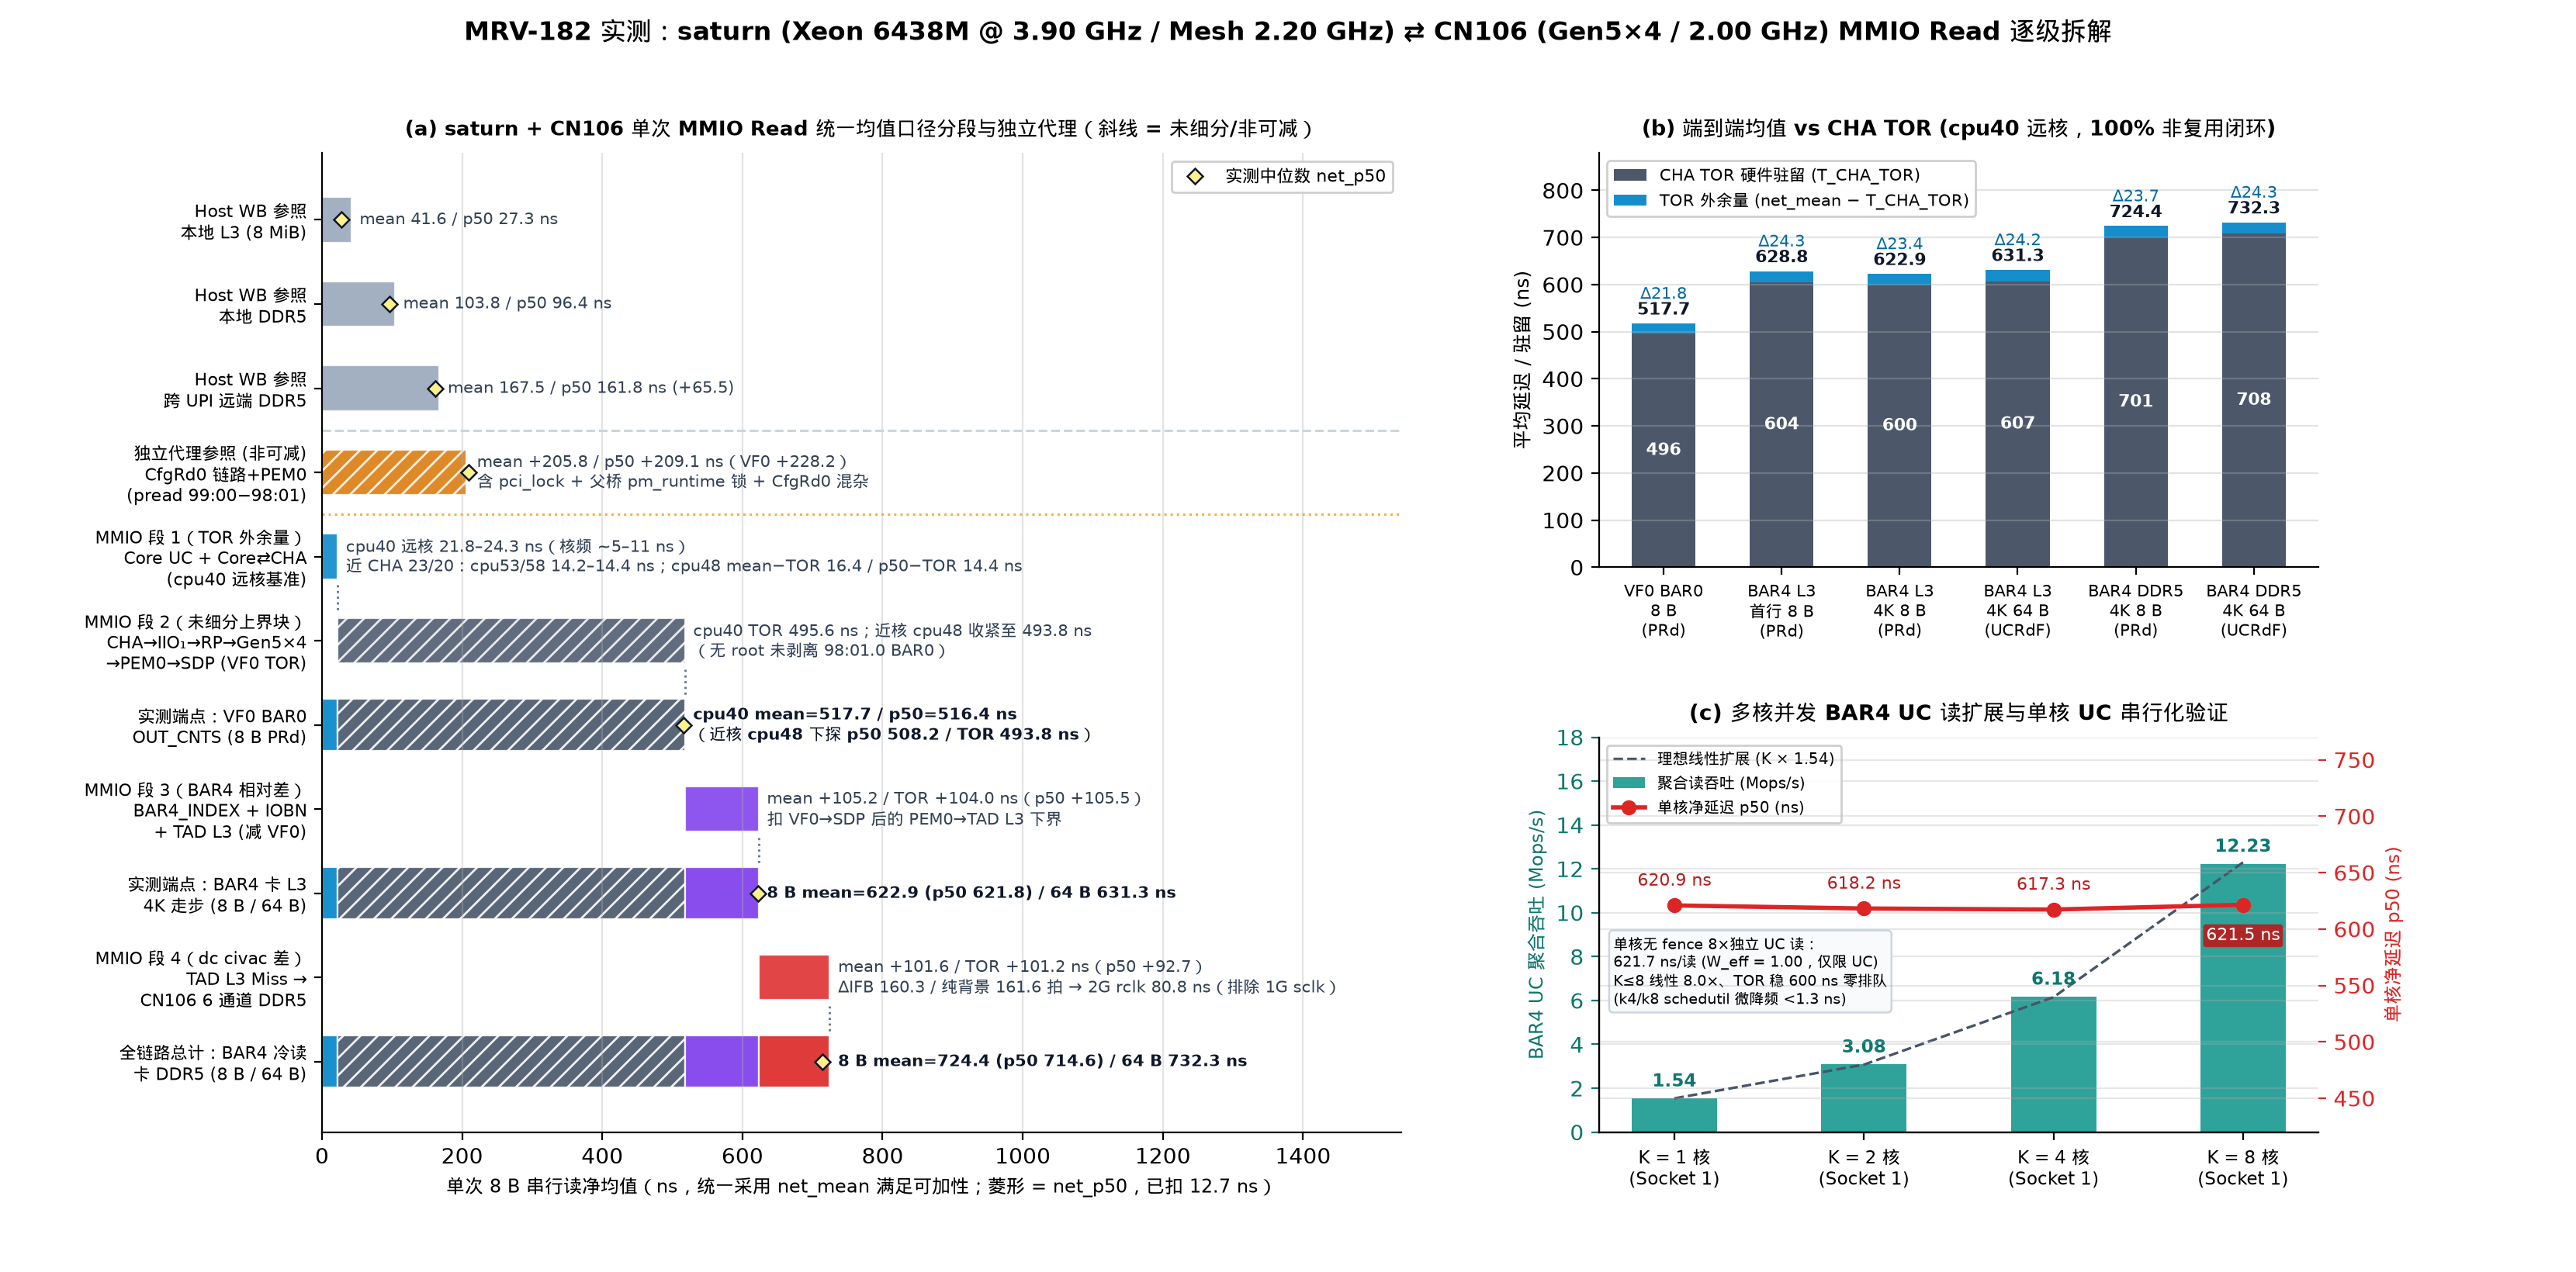 MRV-182 实测：saturn (Xeon 6438M @ 3.90 GHz / Mesh 2.20 GHz) ⇄ CN106 (Gen5×4 / 2.00 GHz) MMIO Read 逐级拆解
(a) saturn + CN106 单次 MMIO Read 统一均值口径分段与独立代理（斜线 = 未细分/非可减）
实测中位数 net_p50
Host WB 参照
本地 L3 (8 MiB)
mean 41.6 / p50 27.3 ns
Host WB 参照
本地 DDR5
mean 103.8 / p50 96.4 ns
Host WB 参照
跨 UPI 远端 DDR5
mean 167.5 / p50 161.8 ns (+65.5)
独立代理参照 (非可减)
CfgRd0 链路+PEM0
(pread 99:00−98:01)
mean +205.8 / p50 +209.1 ns（VF0 +228.2）
含 pci_lock + 父桥 pm_runtime 锁 + CfgRd0 混杂
MMIO 段 1（TOR 外余量）
Core UC + Core⇄CHA
(cpu40 远核基准)
cpu40 远核 21.8–24.3 ns（核频 ~5–11 ns）
近 CHA 23/20：cpu53/58 14.2–14.4 ns；cpu48 mean−TOR 16.4 / p50−TOR 14.4 ns
MMIO 段 2（未细分上界块）
CHA→IIO₁→RP→Gen5×4
→PEM0→SDP (VF0 TOR)
cpu40 TOR 495.6 ns；近核 cpu48 收紧至 493.8 ns
（无 root 未剥离 98:01.0 BAR0）
实测端点：VF0 BAR0
OUT_CNTS (8 B PRd)
cpu40 mean=517.7 / p50=516.4 ns
（近核 cpu48 下探 p50 508.2 / TOR 493.8 ns）
MMIO 段 3（BAR4 相对差）
BAR4_INDEX + IOBN
+ TAD L3 (减 VF0)
mean +105.2 / TOR +104.0 ns（p50 +105.5）
扣 VF0→SDP 后的 PEM0→TAD L3 下界
实测端点：BAR4 卡 L3
4K 走步 (8 B / 64 B)
8 B mean=622.9 (p50 621.8) / 64 B 631.3 ns
MMIO 段 4（dc civac 差）
TAD L3 Miss →
CN106 6 通道 DDR5
mean +101.6 / TOR +101.2 ns（p50 +92.7）
ΔIFB 160.3 / 纯背景 161.6 拍 → 2G rclk 80.8 ns（排除 1G sclk）
全链路总计：BAR4 冷读
卡 DDR5 (8 B / 64 B)
8 B mean=724.4 (p50 714.6) / 64 B 732.3 ns
0 200 400 600 800 1000 1200 1400
单次 8 B 串行读净均值（ns，统一采用 net_mean 满足可加性；菱形 = net_p50，已扣 12.7 ns）
(b) 端到端均值 vs CHA TOR (cpu40 远核，100% 非复用闭环)
CHA TOR 硬件驻留 (T_CHA_TOR)
TOR 外余量 (net_mean − T_CHA_TOR)
平均延迟 / 驻留 (ns)
800
700
600
500
400
300
200
100
0
Δ21.8
517.7
496
Δ24.3
628.8
604
Δ23.4
622.9
600
Δ24.2
631.3
607
Δ23.7
724.4
701
Δ24.3
732.3
708
VF0 BAR0
8 B
(PRd)
BAR4 L3
首行 8 B
(PRd)
BAR4 L3
4K 8 B
(PRd)
BAR4 L3
4K 64 B
(UCRdF)
BAR4 DDR5
4K 8 B
(PRd)
BAR4 DDR5
4K 64 B
(UCRdF)
(c) 多核并发 BAR4 UC 读扩展与单核 UC 串行化验证
理想线性扩展 (K × 1.54)
聚合读吞吐 (Mops/s)
单核净延迟 p50 (ns)
BAR4 UC 聚合吞吐 (Mops/s)
18
16
14
12
10
8
6
4
2
0
620.9 ns
618.2 ns
617.3 ns
621.5 ns
1.54
3.08
6.18
12.23
单核无 fence 8×独立 UC 读：
621.7 ns/读 (W_eff = 1.00，仅限 UC)
K≤8 线性 8.0×、TOR 稳 600 ns 零排队
(k4/k8 schedutil 微降频 <1.3 ns)
750
700
650
600
550
500
450
单核净延迟 p50 (ns)
K = 1 核
(Socket 1)
K = 2 核
(Socket 1)
K = 4 核
(Socket 1)
K = 8 核
(Socket 1)